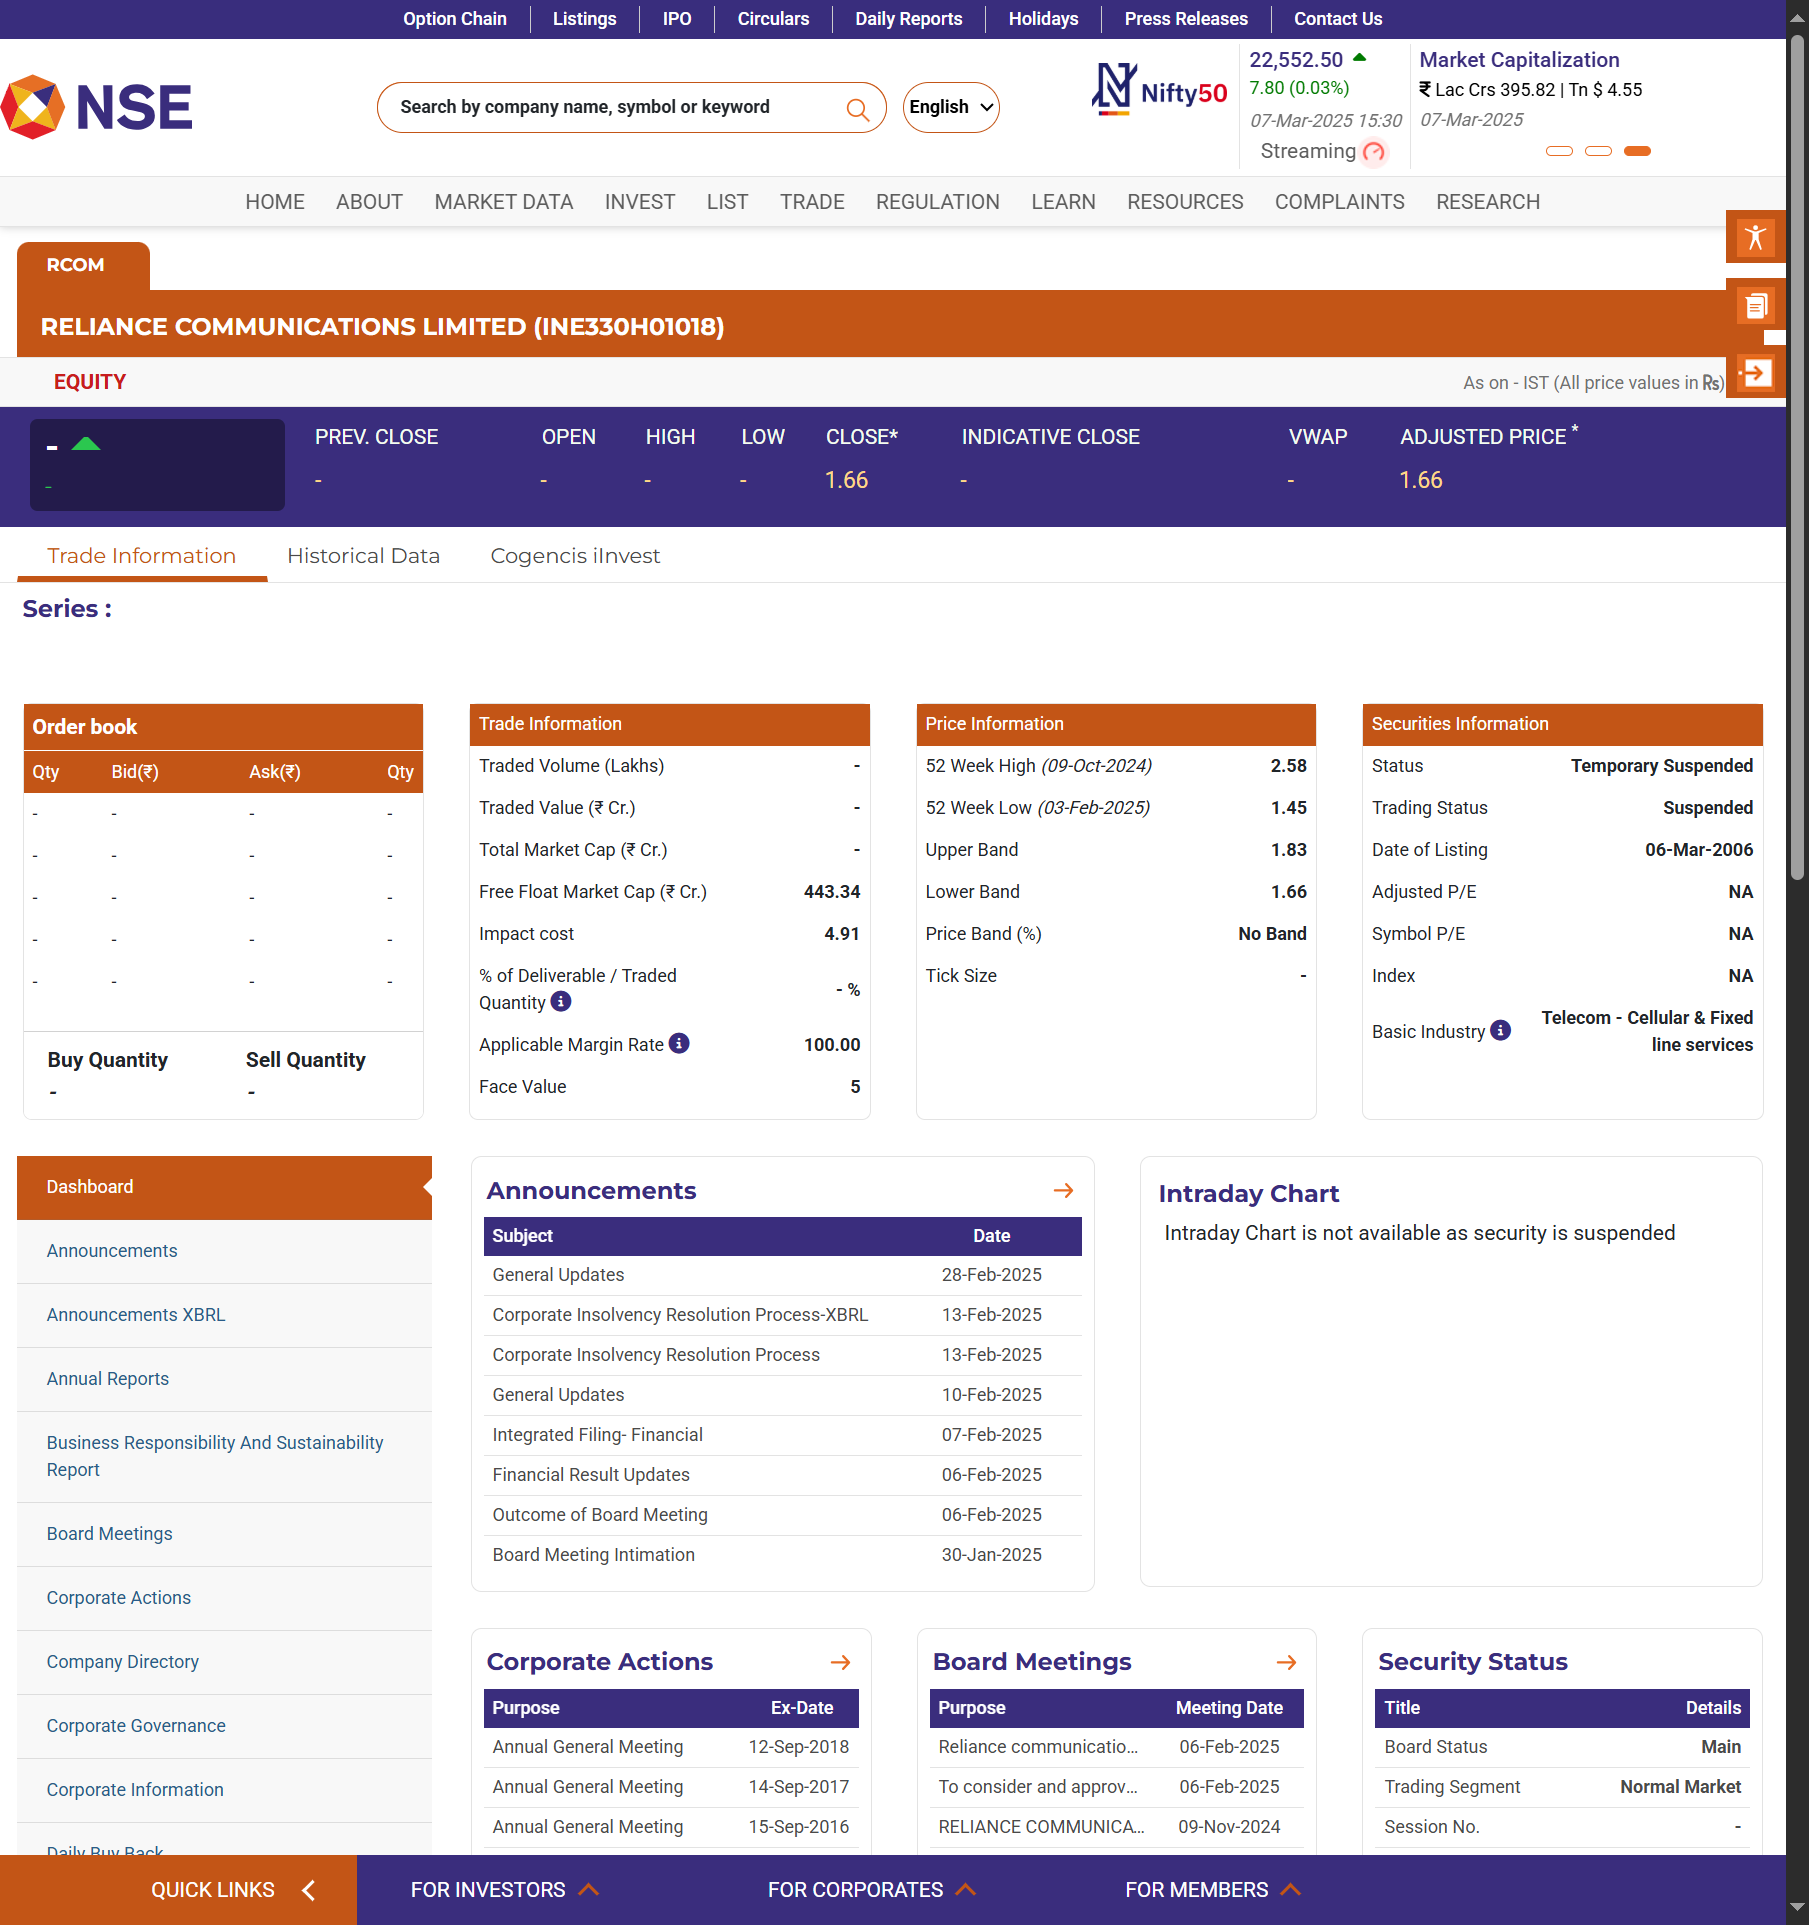 Option Chain
Listings
IPO
Circulars
Daily Reports
Holidays
Press Releases
Contact Us
NSE
Search by company name, symbol or keyword
English
Nifty50
22,552.50
7.80 (0.03%)
07-Mar-2025 15:30
Streaming
Market Capitalization
₹ Lac Crs 395.82 | Tn $ 4.55
07-Mar-2025
HOME
ABOUT
MARKET DATA
INVEST
LIST
TRADE
REGULATION
LEARN
RESOURCES
COMPLAINTS
RESEARCH
RCOM
RELIANCE COMMUNICATIONS LIMITED (INE330H01018)
EQUITY
As on - IST (All price values in ₨)
-
-
PREV. CLOSE
OPEN
HIGH
LOW
CLOSE*
INDICATIVE CLOSE
VWAP
ADJUSTED PRICE *
-
-
-
-
1.66
-
-
1.66
Trade Information
Historical Data
Cogencis iInvest
Series :
Order book
Qty Bid(₹) Ask(₹) Qty
- - - -
- - - -
- - - -
- - - -
- - - -
Buy Quantity Sell Quantity
- -
Trade Information
Traded Volume (Lakhs) -
Traded Value (₹ Cr.) -
Total Market Cap (₹ Cr.) -
Free Float Market Cap (₹ Cr.) 443.34
Impact cost 4.91
% of Deliverable / Traded
Quantity - %
Applicable Margin Rate 100.00
Face Value 5
Price Information
52 Week High (09-Oct-2024) 2.58
52 Week Low (03-Feb-2025) 1.45
Upper Band 1.83
Lower Band 1.66
Price Band (%) No Band
Tick Size -
Securities Information
Status Temporary Suspended
Trading Status Suspended
Date of Listing 06-Mar-2006
Adjusted P/E NA
Symbol P/E NA
Index NA
Basic Industry Telecom - Cellular & Fixed
line services
Dashboard
Announcements
Announcements XBRL
Annual Reports
Business Responsibility And Sustainability
Report
Board Meetings
Corporate Actions
Company Directory
Corporate Governance
Corporate Information
Daily Buy Back
Announcements
Subject Date
General Updates 28-Feb-2025
Corporate Insolvency Resolution Process-XBRL 13-Feb-2025
Corporate Insolvency Resolution Process 13-Feb-2025
General Updates 10-Feb-2025
Integrated Filing- Financial 07-Feb-2025
Financial Result Updates 06-Feb-2025
Outcome of Board Meeting 06-Feb-2025
Board Meeting Intimation 30-Jan-2025
Intraday Chart
Intraday Chart is not available as security is suspended
Corporate Actions
Purpose Ex-Date
Annual General Meeting 12-Sep-2018
Annual General Meeting 14-Sep-2017
Annual General Meeting 15-Sep-2016
Board Meetings
Purpose Meeting Date
Reliance communicatio... 06-Feb-2025
To consider and approv... 06-Feb-2025
RELIANCE COMMUNICA... 09-Nov-2024
Security Status
Title Details
Board Status Main
Trading Segment Normal Market
Session No. -
QUICK LINKS
FOR INVESTORS
FOR CORPORATES
FOR MEMBERS